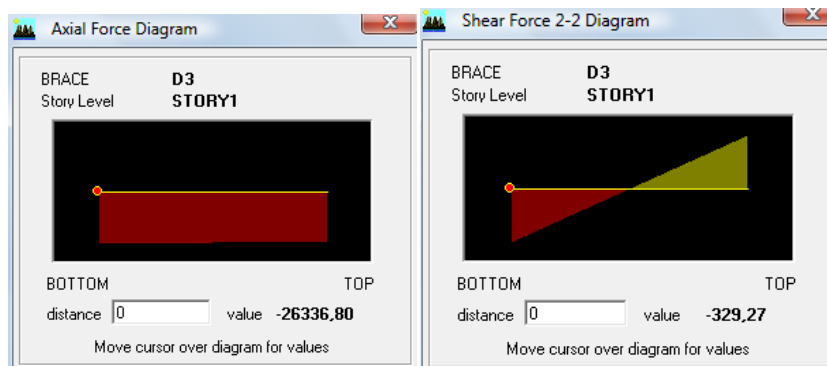 Axial Force Diagram
X
BRACE D3
Story Level STORY1
BOTTOM TOP
distance 0 value -26336,80
Move cursor over diagram for values
Shear Force 2-2 Diagram
X
BRACE D3
Story Level STORY1
BOTTOM TOP
distance 0 value -329,27
Move cursor over diagram for values